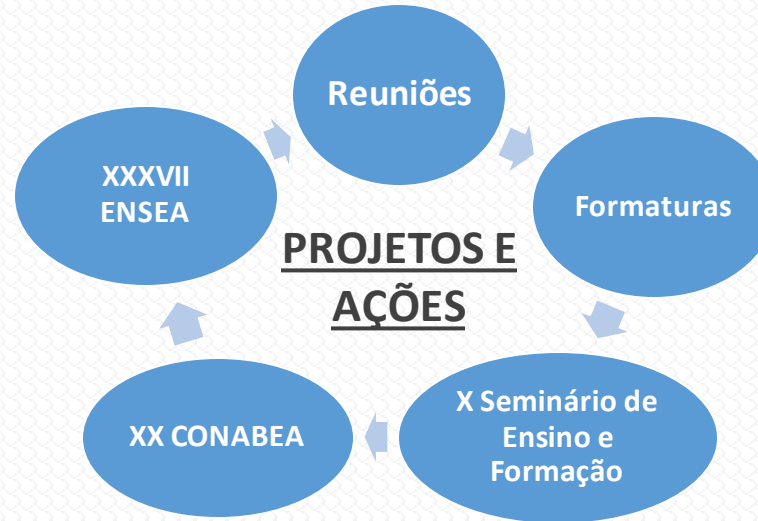 Reuniões
Formaturas
X Seminário de
Ensino e
Formação
XX CONABEA
XXXVII
ENSEA
PROJETOS E
AÇÕES